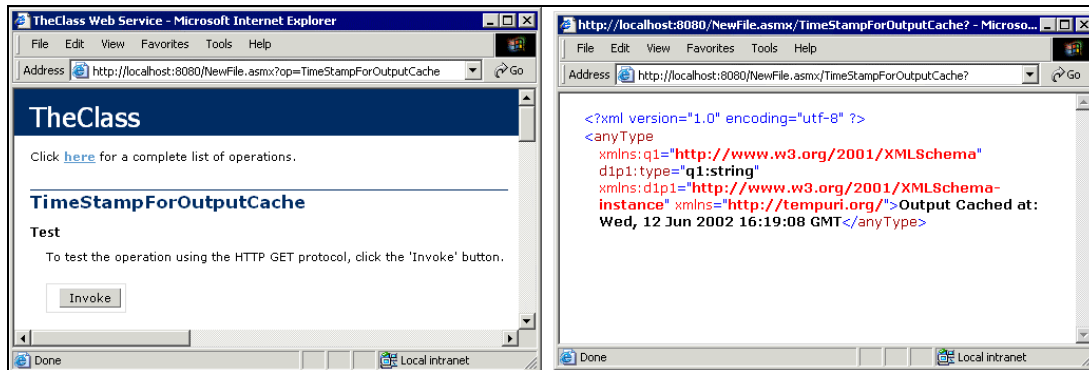 TheClass Web Service - Microsoft Internet Explorer
File Edit View Favorites Tools Help
Address http://localhost:8080/NewFile.asmx?op=TimeStampForOutputCache Go
TheClass
Click here for a complete list of operations.
TimeStampForOutputCache
Test
To test the operation using the HTTP GET protocol, click the 'Invoke' button.
Invoke
Done Local intranet
http://localhost:8080/NewFile.asmx/TimeStampForOutputCache? - Microso...
File Edit View Favorites Tools Help
Address http://localhost:8080/NewFile.asmx/TimeStampForOutputCache? Go
<?xml version="1.0" encoding="utf-8" ?>
<anyType
xmlns:q1="http://www.w3.org/2001/XMLSchema"
d1p1:type="q1:string"
xmlns:d1p1="http://www.w3.org/2001/XMLSchema-
instance" xmlns="http://tempuri.org/">Output Cached at:
Wed, 12 Jun 2002 16:19:08 GMT</anyType>
Done Local intranet